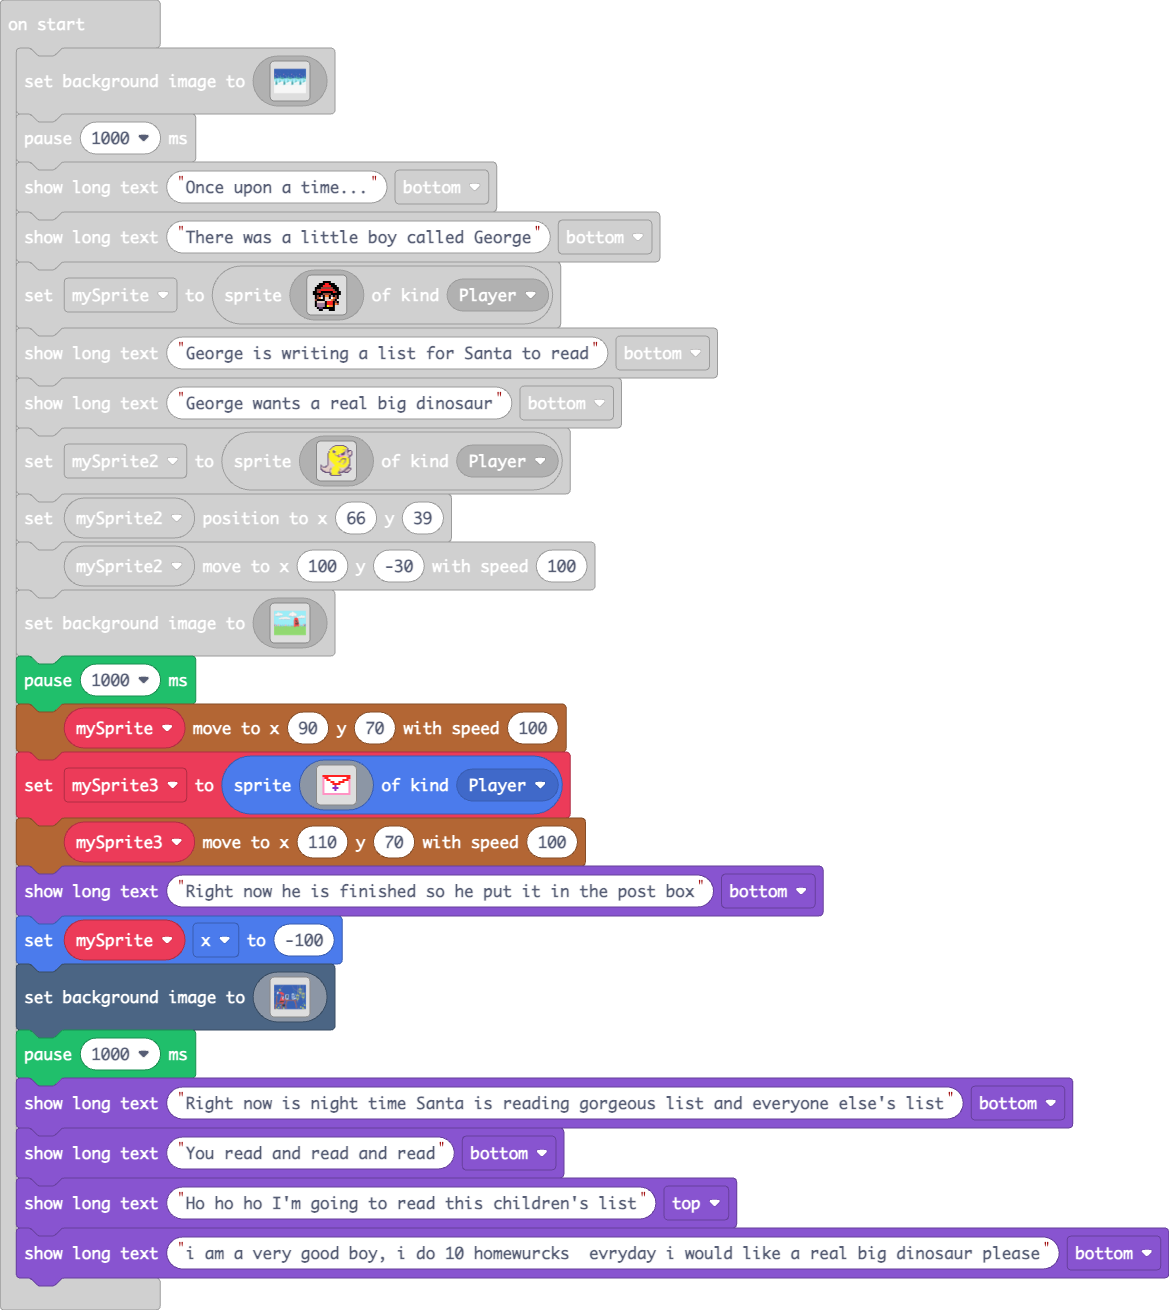 on start
set background image to
pause 1000 ms
show long text "Once upon a time..." bottom
show long text "There was a little boy called George" bottom
set mySprite to sprite of kind Player
show long text "George is writing a list for Santa to read" bottom
show long text "George wants a real big dinosaur" bottom
set mySprite2 to sprite of kind Player
set mySprite2 position to x 66 y 39
mySprite2 move to x 100 y -30 with speed 100
set background image to
pause 1000 ms
mySprite move to x 90 y 70 with speed 100
set mySprite3 to sprite of kind Player
mySprite3 move to x 110 y 70 with speed 100
show long text "Right now he is finished so he put it in the post box" bottom
set mySprite x to -100
set background image to
pause 1000 ms
show long text "Right now is night time Santa is reading gorgeous list and everyone else's list" bottom
show long text "You read and read and read" bottom
show long text "Ho ho ho I'm going to read this children's list" top
show long text "i am a very good boy, i do 10 homewurcks  evryday i would like a real big dinosaur please" bottom